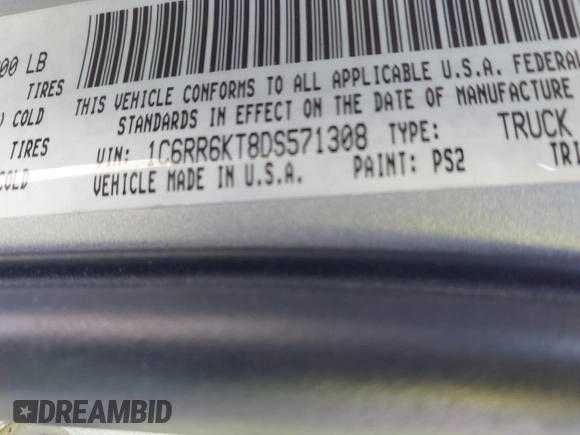 00 LB
TIRES
COLD
TIRES
COLD
THIS VEHICLE CONFORMS TO ALL APPLICABLE U.S.A. FEDERAL
STANDARDS IN EFFECT ON THE DATE OF MANUFACTURE
VIN: 1C6RR6KT8DS571308 TYPE: TRUCK
VEHICLE MADE IN U.S.A. PAINT: PS2 TRI
DREAMBID